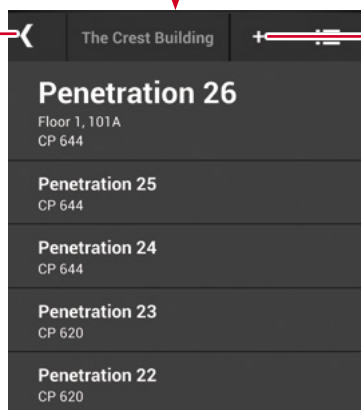 The Crest Building
Penetration 26
Floor 1, 101A
CP 644
Penetration 25
CP 644
Penetration 24
CP 644
Penetration 23
CP 620
Penetration 22
CP 620